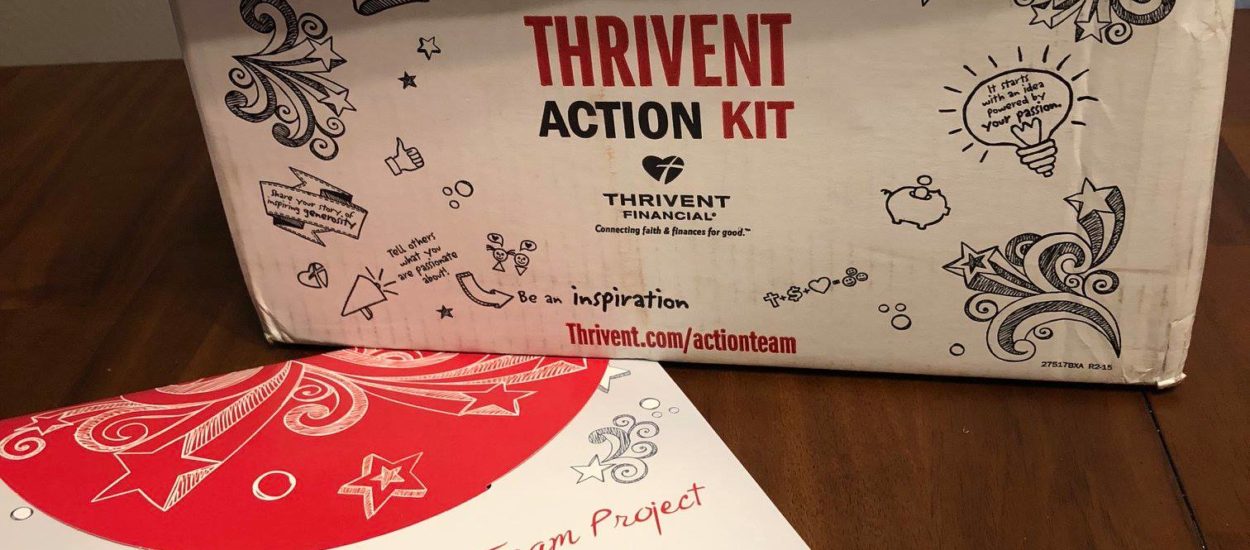 THRIVENT
ACTION KIT
THRIVENT
FINANCIAL®
Connecting faith & finances for good.™
It starts
with an idea
powered by
your passion.
Share your story of
inspiring generosity
Tell others
what you
are passionate
about!
Be an inspiration
Thrivent.com/actionteam
27517BXA R2-15
Team Project